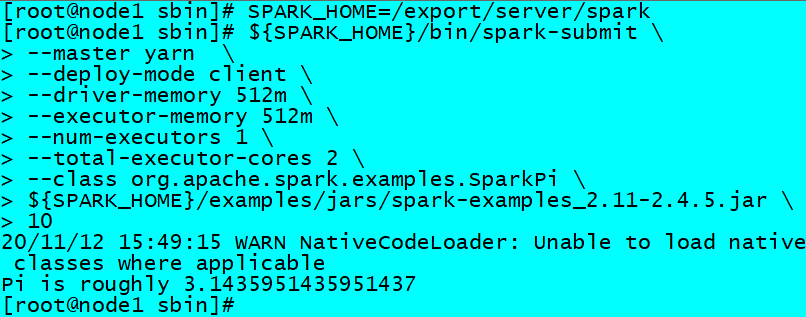 [root@node1 sbin]# SPARK_HOME=/export/server/spark
[root@node1 sbin]# ${SPARK_HOME}/bin/spark-submit \
> --master yarn  \
> --deploy-mode client \
> --driver-memory 512m \
> --executor-memory 512m \
> --num-executors 1 \
> --total-executor-cores 2 \
> --class org.apache.spark.examples.SparkPi \
> ${SPARK_HOME}/examples/jars/spark-examples_2.11-2.4.5.jar \
> 10
20/11/12 15:49:15 WARN NativeCodeLoader: Unable to load native
 classes where applicable
Pi is roughly 3.1435951435951437
[root@node1 sbin]#